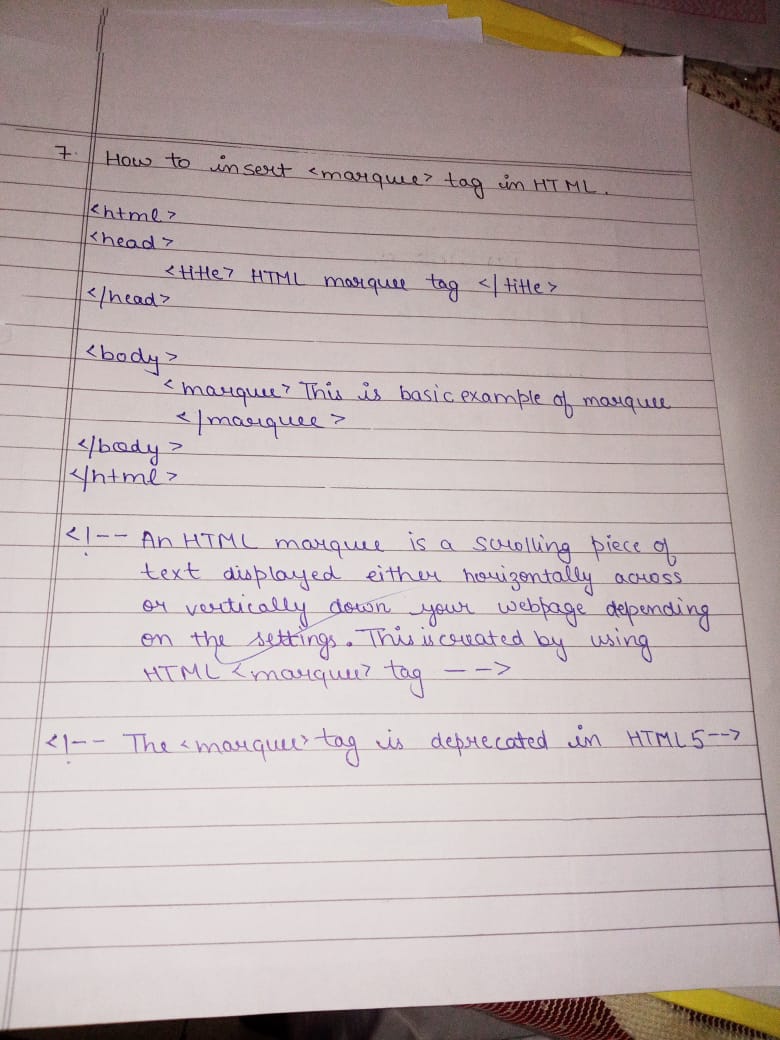 7. How to insert <marquee> tag in HTML.
<html>
<head>
<title> HTML marquee tag </title>
</head>
<body>
<marquee> This is basic example of marquee
</marquee>
</body>
</html>
<!-- An HTML marquee is a scrolling piece of
text displayed either horizontally across
or vertically down your webpage depending
on the settings. This is created by using
HTML <marquee> tag -->
<!-- The <marquee> tag is deprecated in HTML5-->